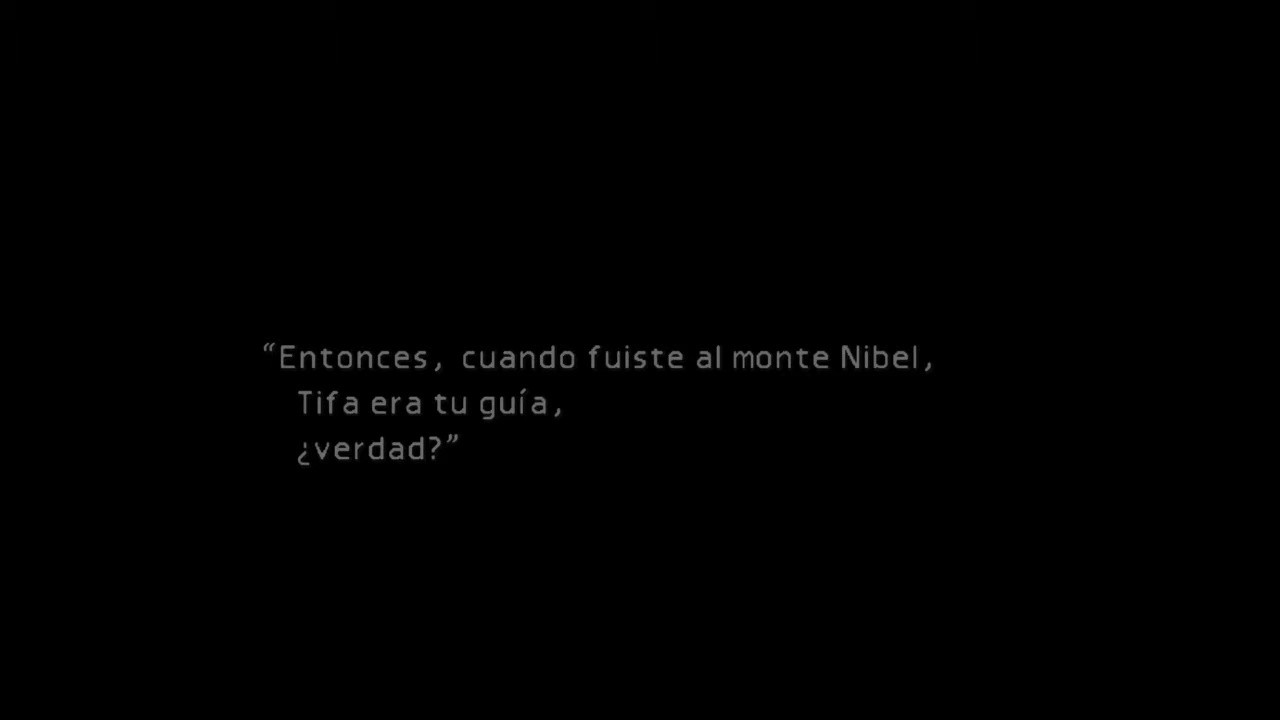 “Entonces, cuando fuiste al monte Nibel,
Tifa era tu guía,
¿verdad?”